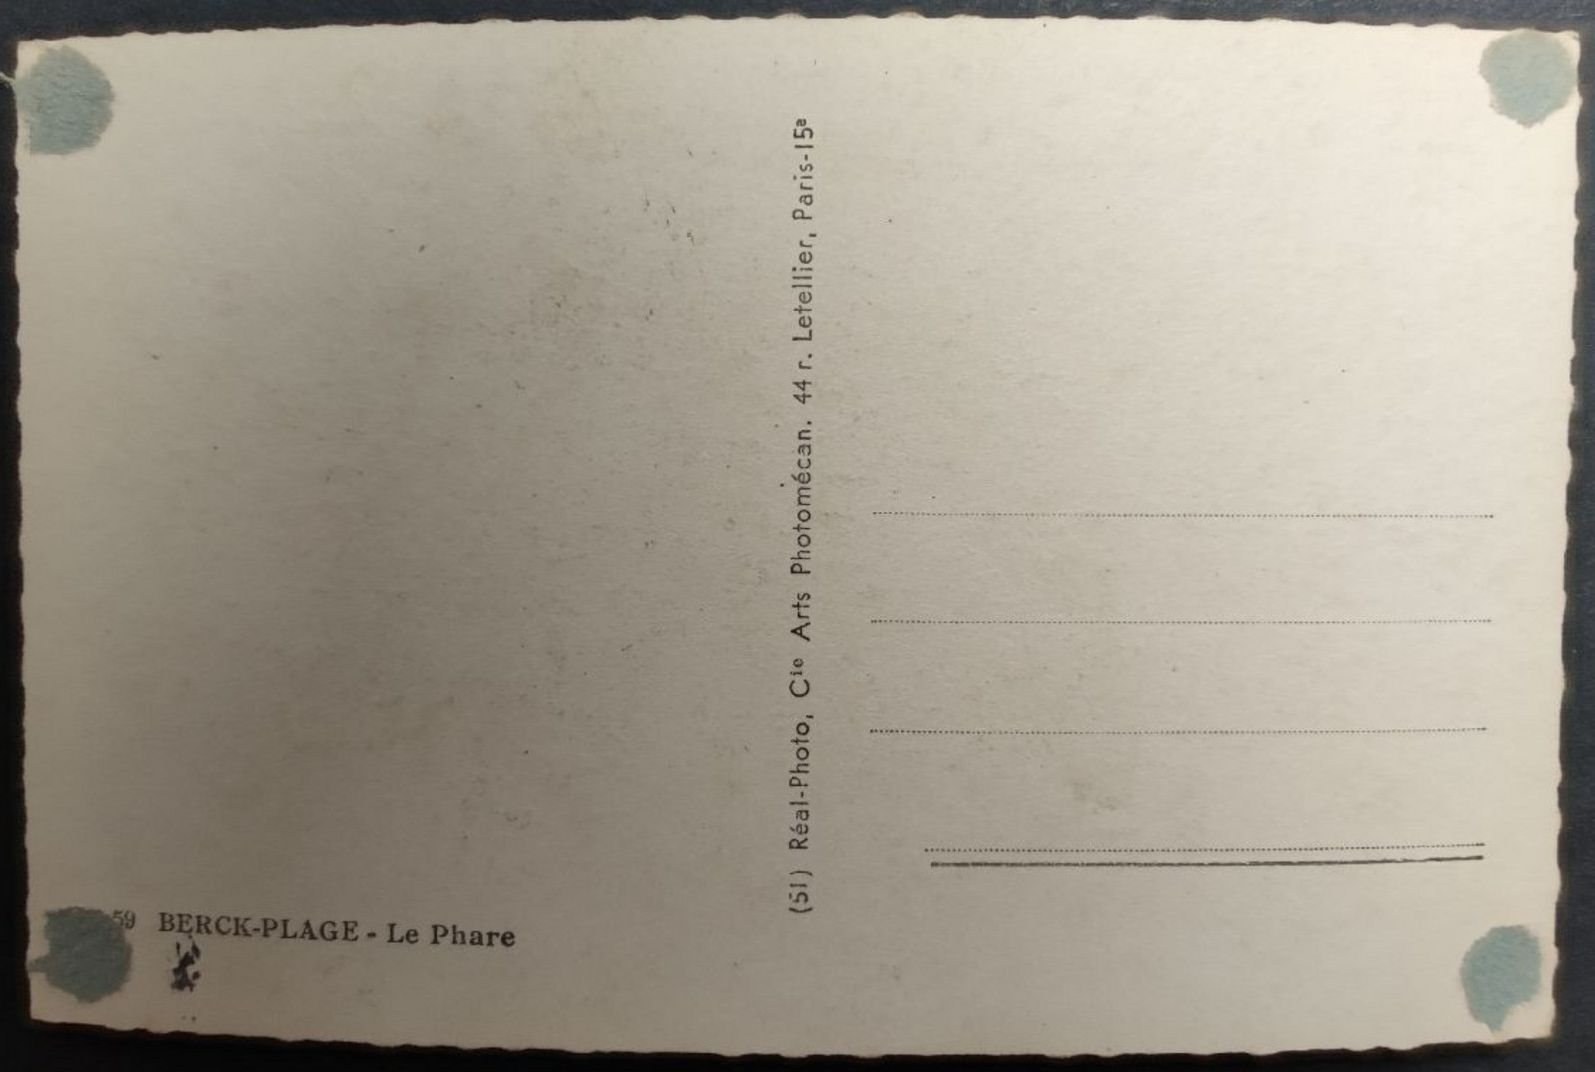 (51) Réal-Photo, Cie Arts Photomécan. 44 r. Letellier, Paris-15e
59 BERCK-PLAGE - Le Phare